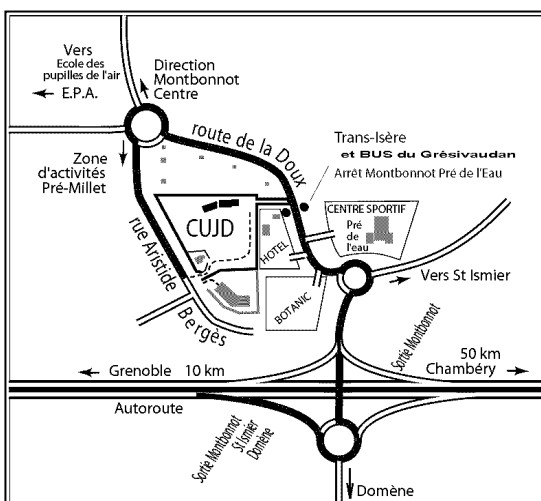 Vers
Ecole des
pupilles de l'air
E.P.A.
Direction
Montbonnot
Centre
route de la Doux
Zone
d'activités
Pré-Millet
Trans-Isère
et BUS du Grésivaudan
Arrêt Montbonnot Pré de l'Eau
CUJD
HOTEL
CENTRE SPORTIF
Pré
de
l'eau
rue Aristide
Bergès
BOTANIC
Vers St Ismier
Sortie Montbonnot
Grenoble 10 km
50 km
Chambéry
Autoroute
Sortie Montbonnot
St Ismier
Domène
Domène